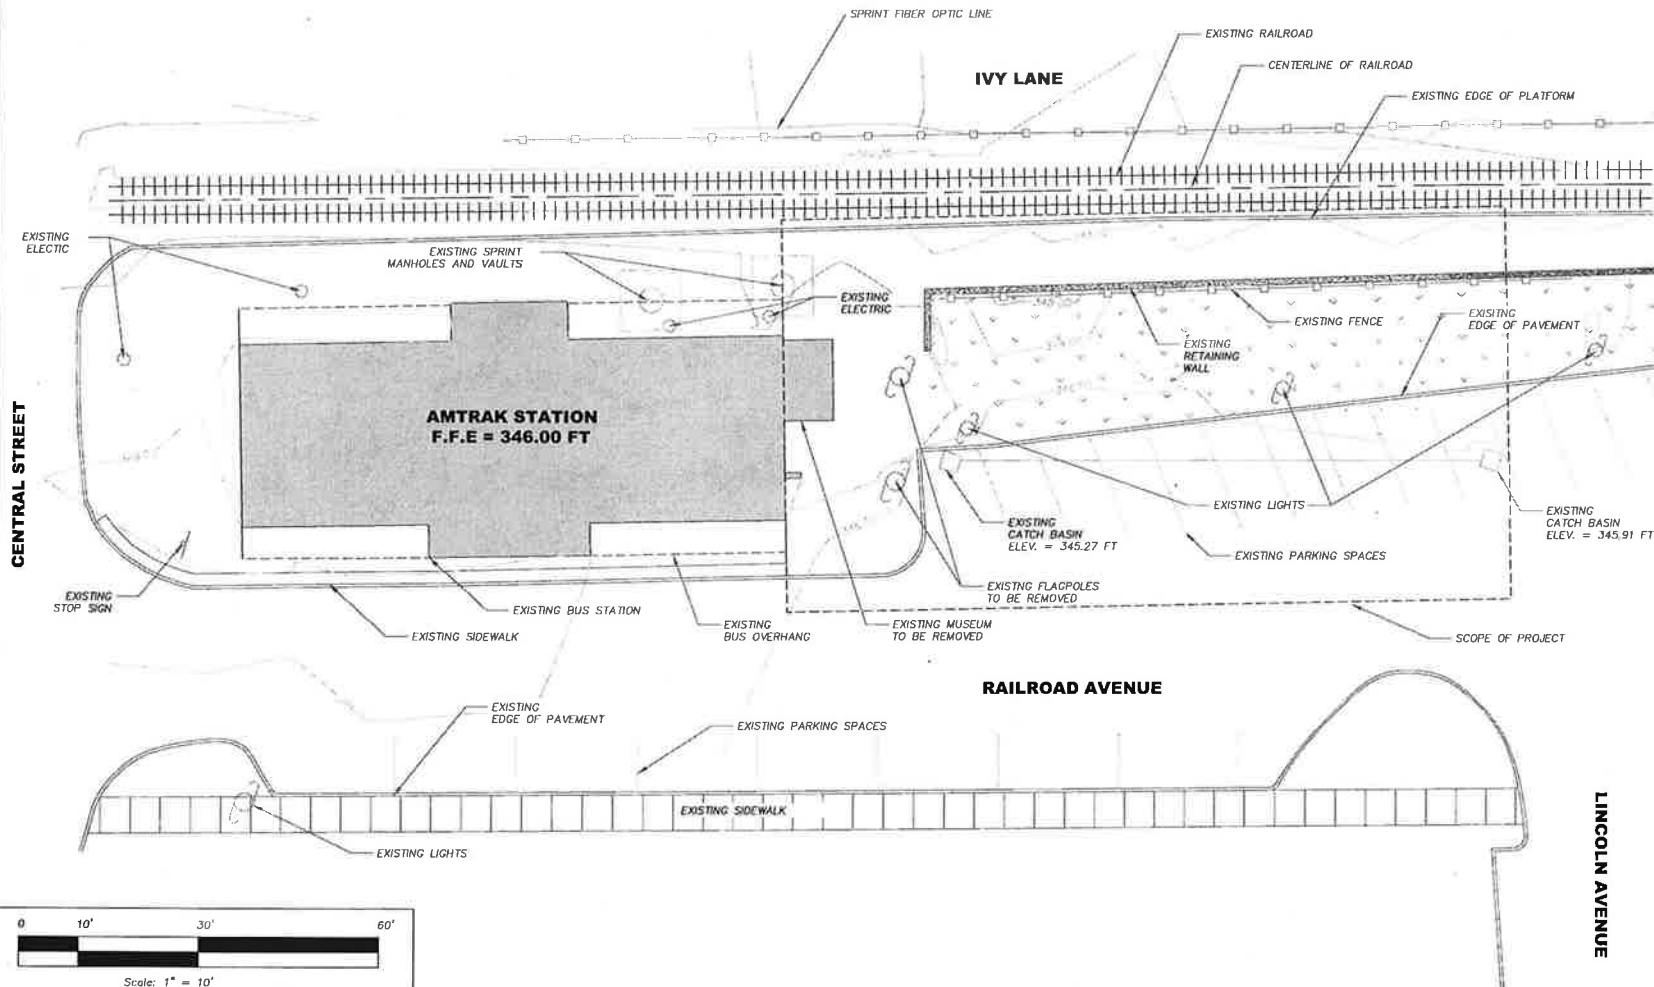 SPRINT FIBER OPTIC LINE
EXISTING RAILROAD
IVY LANE
CENTERLINE OF RAILROAD
EXISTING EDGE OF PLATFORM
EXISTING
ELECTIC
EXISTING SPRINT
MANHOLES AND VAULTS
EXISTING
ELECTRIC
EXISTING FENCE
EXISITNG
EDGE OF PAVEMENT
EXISTING
RETAINING
WALL
AMTRAK STATION
F.F.E = 346.00 FT
CENTRAL STREET
EXISTING LIGHTS
EXISTING
CATCH BASIN
ELEV. = 345.27 FT
EXISTING
CATCH BASIN
ELEV. = 345.91 FT
EXISTING PARKING SPACES
EXISTNG FLAGPOLES
TO BE REMOVED
EXISTING
STOP SIGN
EXISTING BUS STATION
EXISTING SIDEWALK
EXISTING
BUS OVERHANG
EXISTING MUSEUM
TO BE REMOVED
SCOPE OF PROJECT
RAILROAD AVENUE
EXISTING
EDGE OF PAVEMENT
EXISTING PARKING SPACES
EXISTING SIDEWALK
EXISTING LIGHTS
LINCOLN AVENUE
0 10' 30' 60'
Scale: 1" = 10'